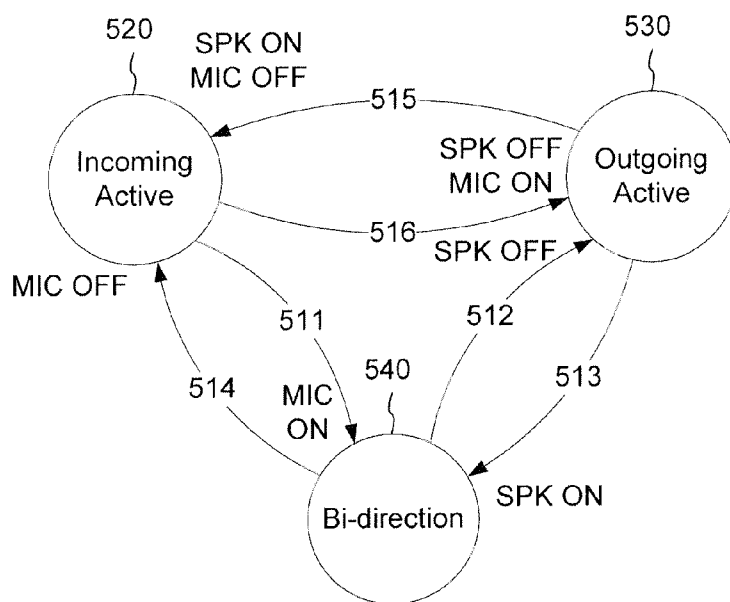 520
530
SPK ON
MIC OFF
515
Incoming
Active
SPK OFF
MIC ON
Outgoing
Active
516
SPK OFF
MIC OFF
511
512
513
514
540
MIC
ON
SPK ON
Bi-direction